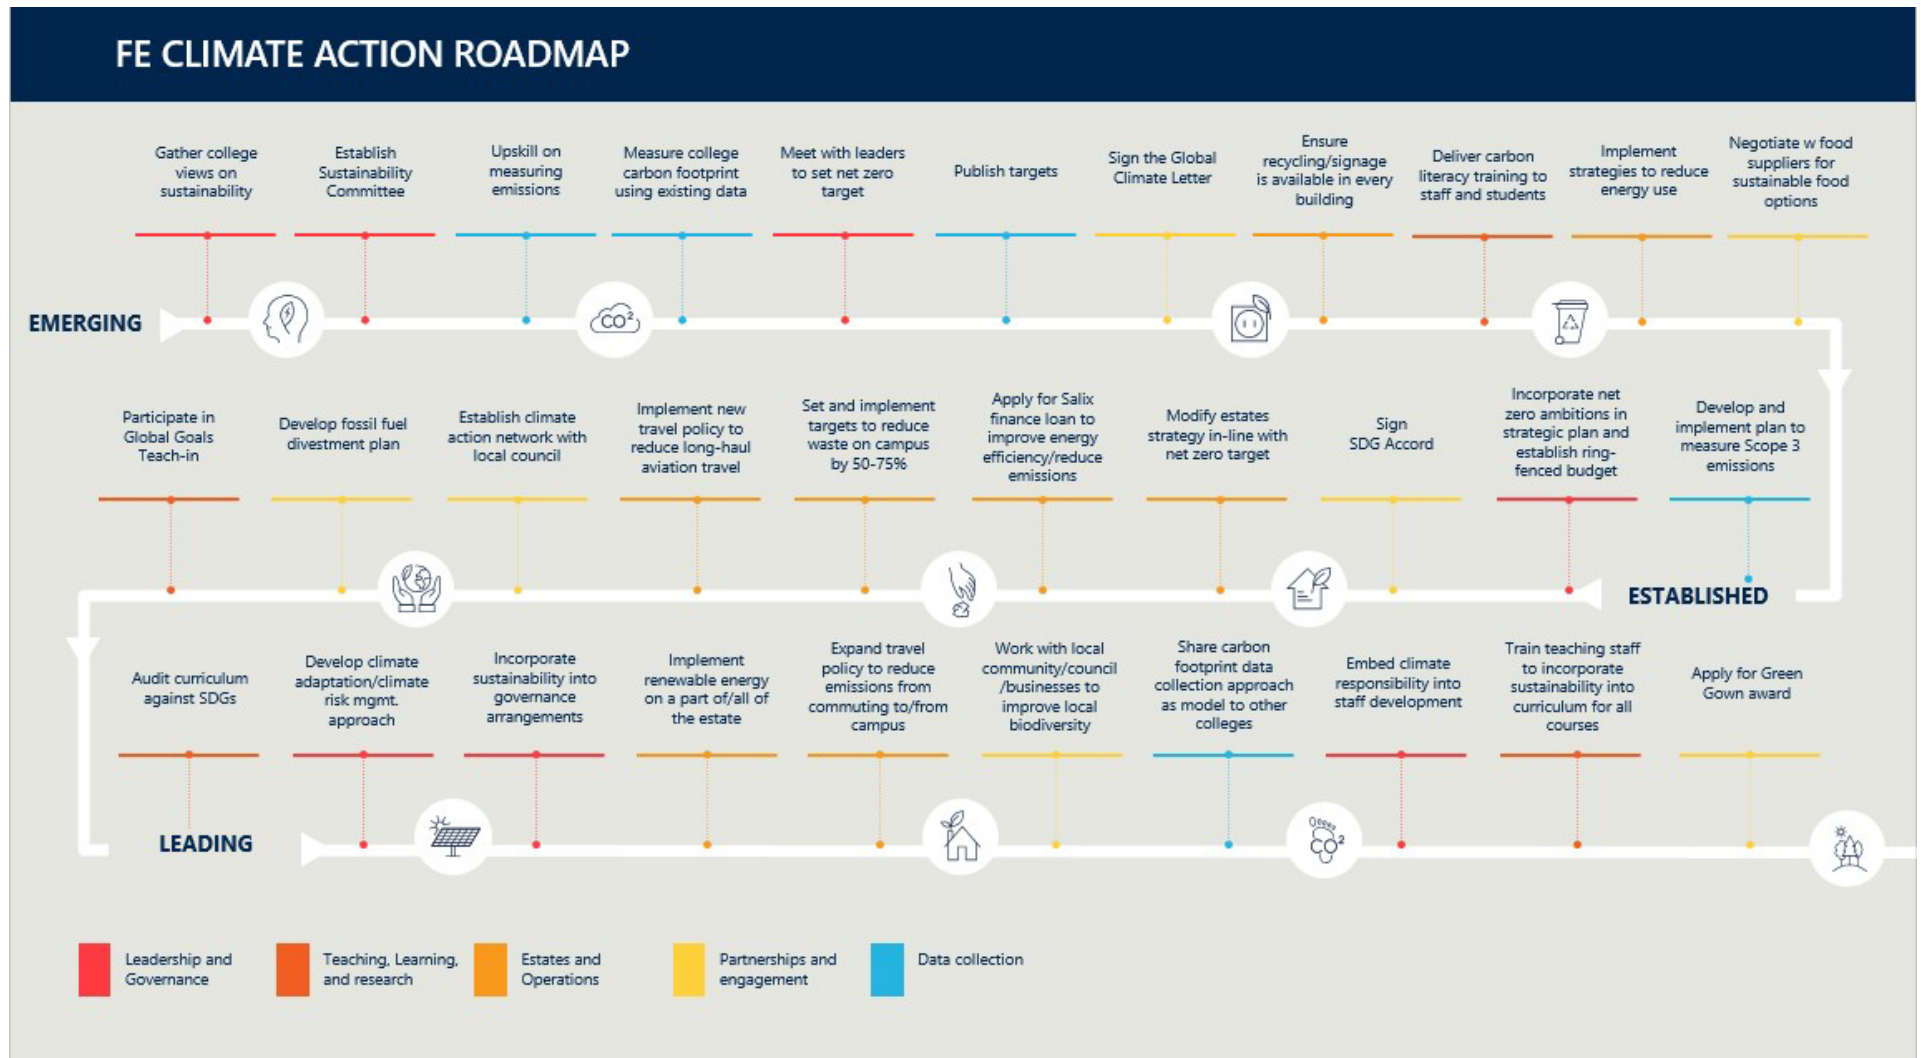 FE CLIMATE ACTION ROADMAP
Gather college
views on
sustainability
Establish
Sustainability
Committee
Upskill on
measuring
emissions
Measure college
carbon footprint
using existing data
Meet with leaders
to set net zero
target
Publish targets
Sign the Global
Climate Letter
Ensure
recycling/signage
is available in every
building
Deliver carbon
literacy training to
staff and students
Implement
strategies to reduce
energy use
Negotiate w food
suppliers for
sustainable food
options
EMERGING
CO²
Participate in
Global Goals
Teach-in
Develop fossil fuel
divestment plan
Establish climate
action network with
local council
Implement new
travel policy to
reduce long-haul
aviation travel
Set and implement
targets to reduce
waste on campus
by 50-75%
Apply for Salix
finance loan to
improve energy
efficiency/reduce
emissions
Modify estates
strategy in-line with
net zero target
Sign
SDG Accord
Incorporate net
zero ambitions in
strategic plan and
establish ring-
fenced budget
Develop and
implement plan to
measure Scope 3
emissions
ESTABLISHED
Audit curriculum
against SDGs
Develop climate
adaptation/climate
risk mgmt.
approach
Incorporate
sustainability into
governance
arrangements
Implement
renewable energy
on a part of/all of
the estate
Expand travel
policy to reduce
emissions from
commuting to/from
campus
Work with local
community/council
/businesses to
improve local
biodiversity
Share carbon
footprint data
collection approach
as model to other
colleges
Embed climate
responsibility into
staff development
Train teaching staff
to incorporate
sustainability into
curriculum for all
courses
Apply for Green
Gown award
LEADING
CO²
Leadership and
Governance
Teaching, Learning,
and research
Estates and
Operations
Partnerships and
engagement
Data collection